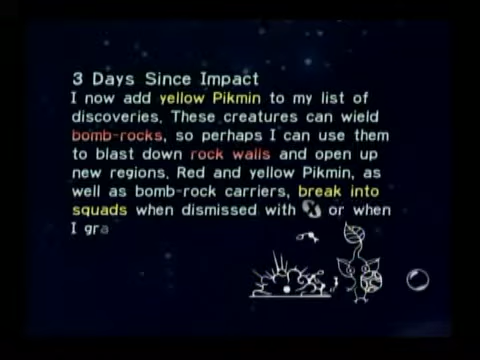 3 Days Since Impact
I now add yellow Pikmin to my list of
discoveries. These creatures can wield
bomb-rocks, so perhaps I can use them
to blast down rock walls and open up
new regions. Red and yellow Pikmin, as
well as bomb-rock carriers, break into
squads when dismissed with X or when
I gra